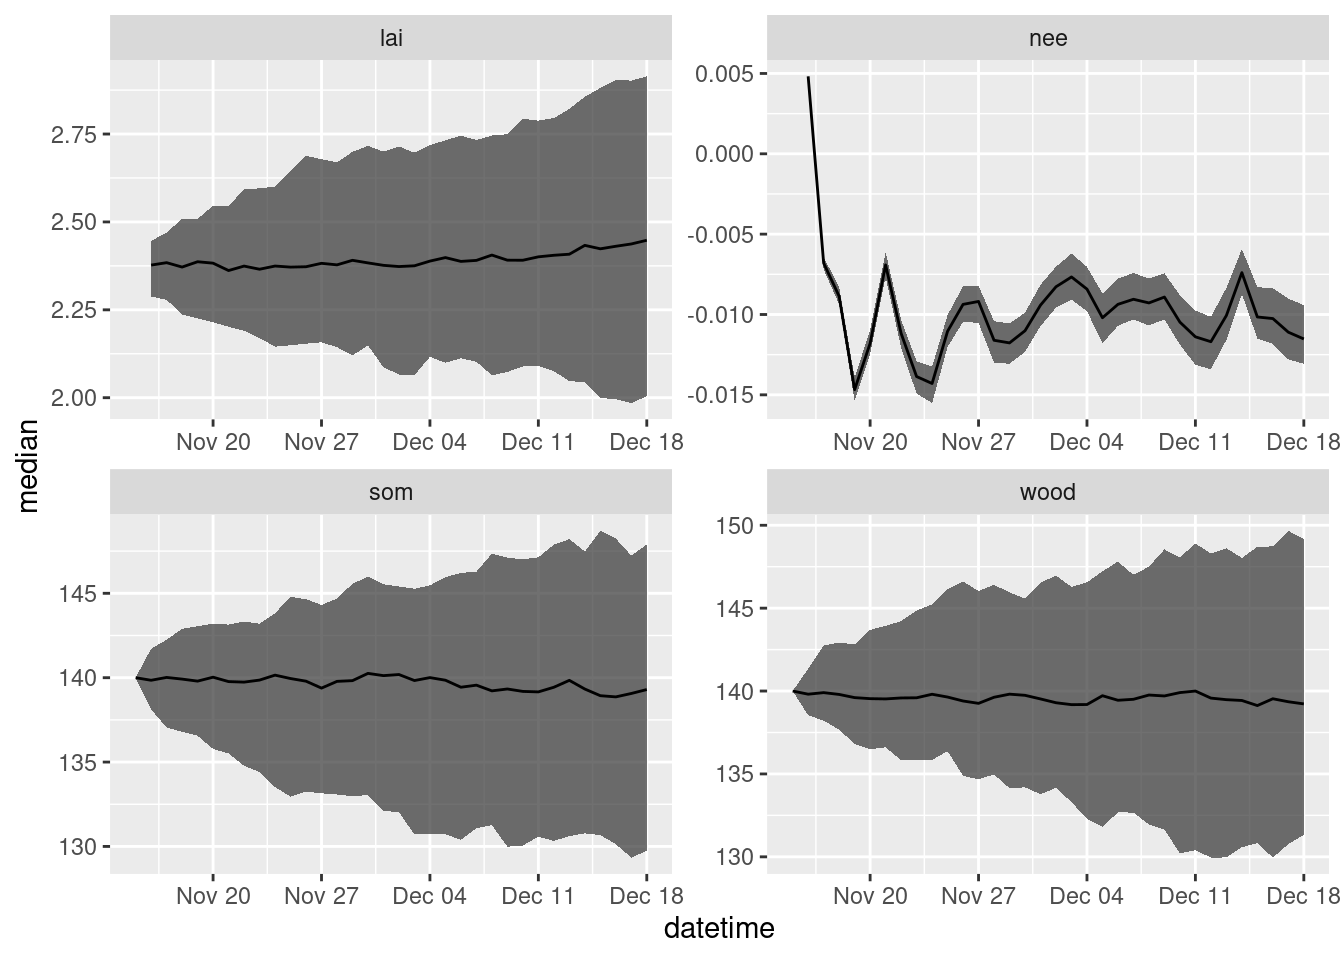 lai
nee
2.75
2.50
2.25
2.00
0.005
0.000
-0.005
-0.010
-0.015
Nov 20 Nov 27 Dec 04 Dec 11 Dec 18
Nov 20 Nov 27 Dec 04 Dec 11 Dec 18
median
som
wood
145
140
135
130
150
145
140
135
130
Nov 20 Nov 27 Dec 04 Dec 11 Dec 18
Nov 20 Nov 27 Dec 04 Dec 11 Dec 18
datetime